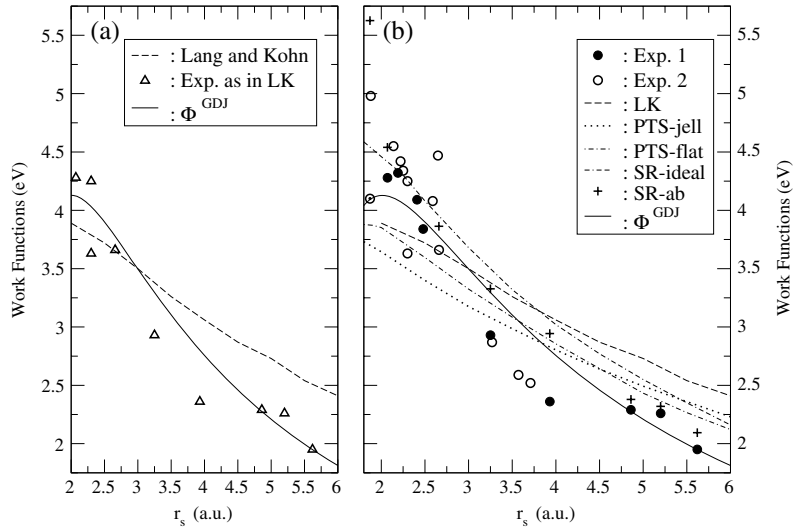 (a)
: Lang and Kohn
: Exp. as in LK
: Φ^GDJ
Work Functions (eV)
5.5
5
4.5
4
3.5
3
2.5
2
2 2.5 3 3.5 4 4.5 5 5.5 6
r_s (a.u.)
(b)
: Exp. 1
: Exp. 2
: LK
: PTS-jell
: PTS-flat
: SR-ideal
: SR-ab
: Φ^GDJ
2 2.5 3 3.5 4 4.5 5 5.5 6
r_s (a.u.)
5.5
5
4.5
4
3.5
3
2.5
2
Work Functions (eV)